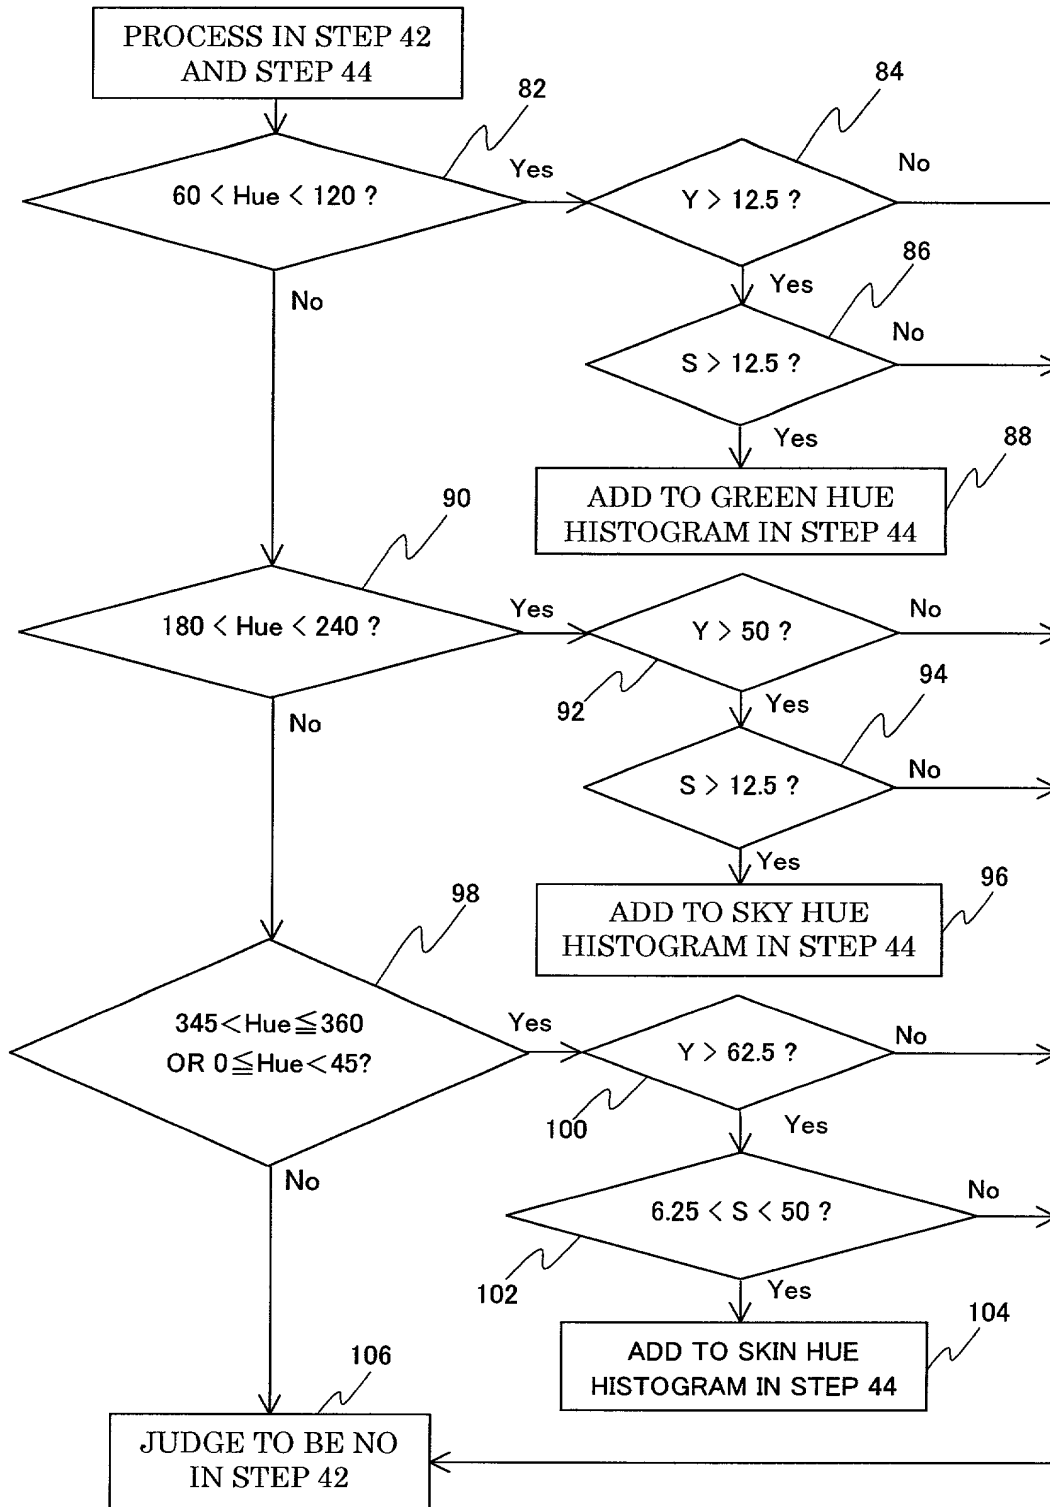 PROCESS IN STEP 42
AND STEP 44
82
84
60 < Hue < 120 ?
Yes
Y > 12.5 ?
No
No
Yes
86
S > 12.5 ?
No
Yes
88
ADD TO GREEN HUE
HISTOGRAM IN STEP 44
90
180 < Hue < 240 ?
Yes
Y > 50 ?
No
92
No
Yes
94
S > 12.5 ?
No
Yes
96
ADD TO SKY HUE
HISTOGRAM IN STEP 44
98
345<Hue≦360
OR 0≦Hue<45?
Yes
Y > 62.5 ?
No
100
Yes
No
6.25 < S < 50 ?
No
102
Yes
104
ADD TO SKIN HUE
HISTOGRAM IN STEP 44
106
JUDGE TO BE NO
IN STEP 42